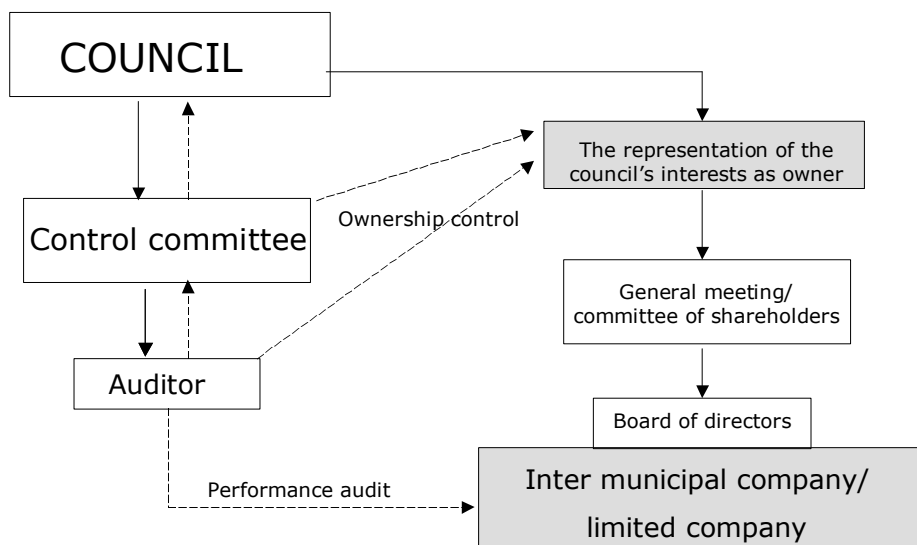 COUNCIL
The representation of the
council’s interests as owner
Ownership control
Control committee
General meeting/
committee of shareholders
Auditor
Board of directors
Performance audit
Inter municipal company/
limited company